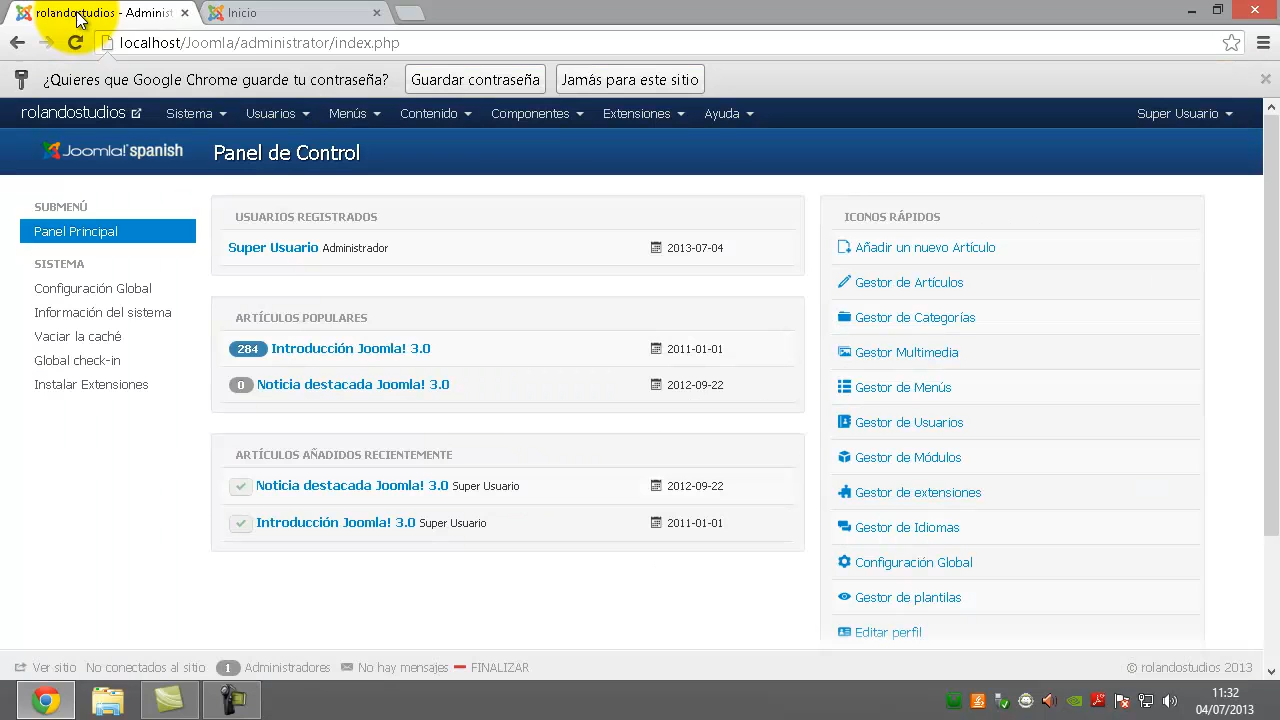 rolandostudios - Administ
Inicio
localhost/Joomla/administrator/index.php
¿Quieres que Google Chrome guarde tu contraseña? Guardar contraseña Jamás para este sitio
rolandostudios Sistema Usuarios Menús Contenido Componentes Extensiones Ayuda Super Usuario
Joomla! spanish Panel de Control
SUBMENÚ
Panel Principal
SISTEMA
Configuración Global
Información del sistema
Vaciar la caché
Global check-in
Instalar Extensiones
USUARIOS REGISTRADOS
Super Usuario Administrador 2013-07-04
ARTÍCULOS POPULARES
284 Introducción Joomla! 3.0 2011-01-01
0 Noticia destacada Joomla! 3.0 2012-09-22
ARTÍCULOS AÑADIDOS RECIENTEMENTE
Noticia destacada Joomla! 3.0 Super Usuario 2012-09-22
Introducción Joomla! 3.0 Super Usuario 2011-01-01
ICONOS RÁPIDOS
Añadir un nuevo Artículo
Gestor de Artículos
Gestor de Categorías
Gestor Multimedia
Gestor de Menús
Gestor de Usuarios
Gestor de Módulos
Gestor de extensiones
Gestor de Idiomas
Configuración Global
Gestor de plantilas
Editar perfil
Ver sitio No conectados al sitio 1 Administradores No hay mensajes FINALIZAR © rolandostudios 2013
11:32
04/07/2013